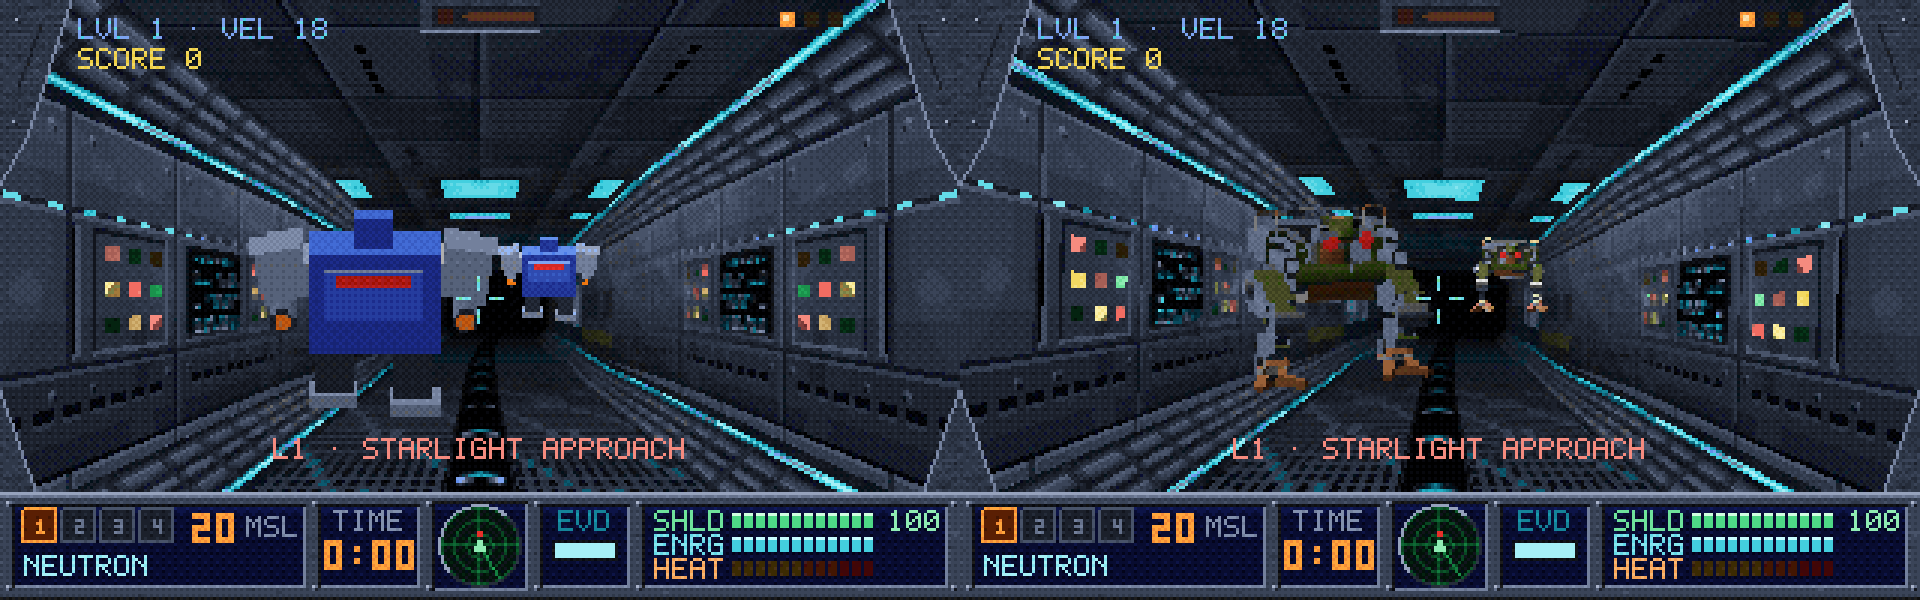 LVL 1 · VEL 18
SCORE 0
L1 · STARLIGHT APPROACH
1 2 3 4 20 MSL
NEUTRON
TIME
0:00
EVD
SHLD 100
ENRG
HEAT
LVL 1 · VEL 18
SCORE 0
L1 · STARLIGHT APPROACH
1 2 3 4 20 MSL
NEUTRON
TIME
0:00
EVD
SHLD 100
ENRG
HEAT